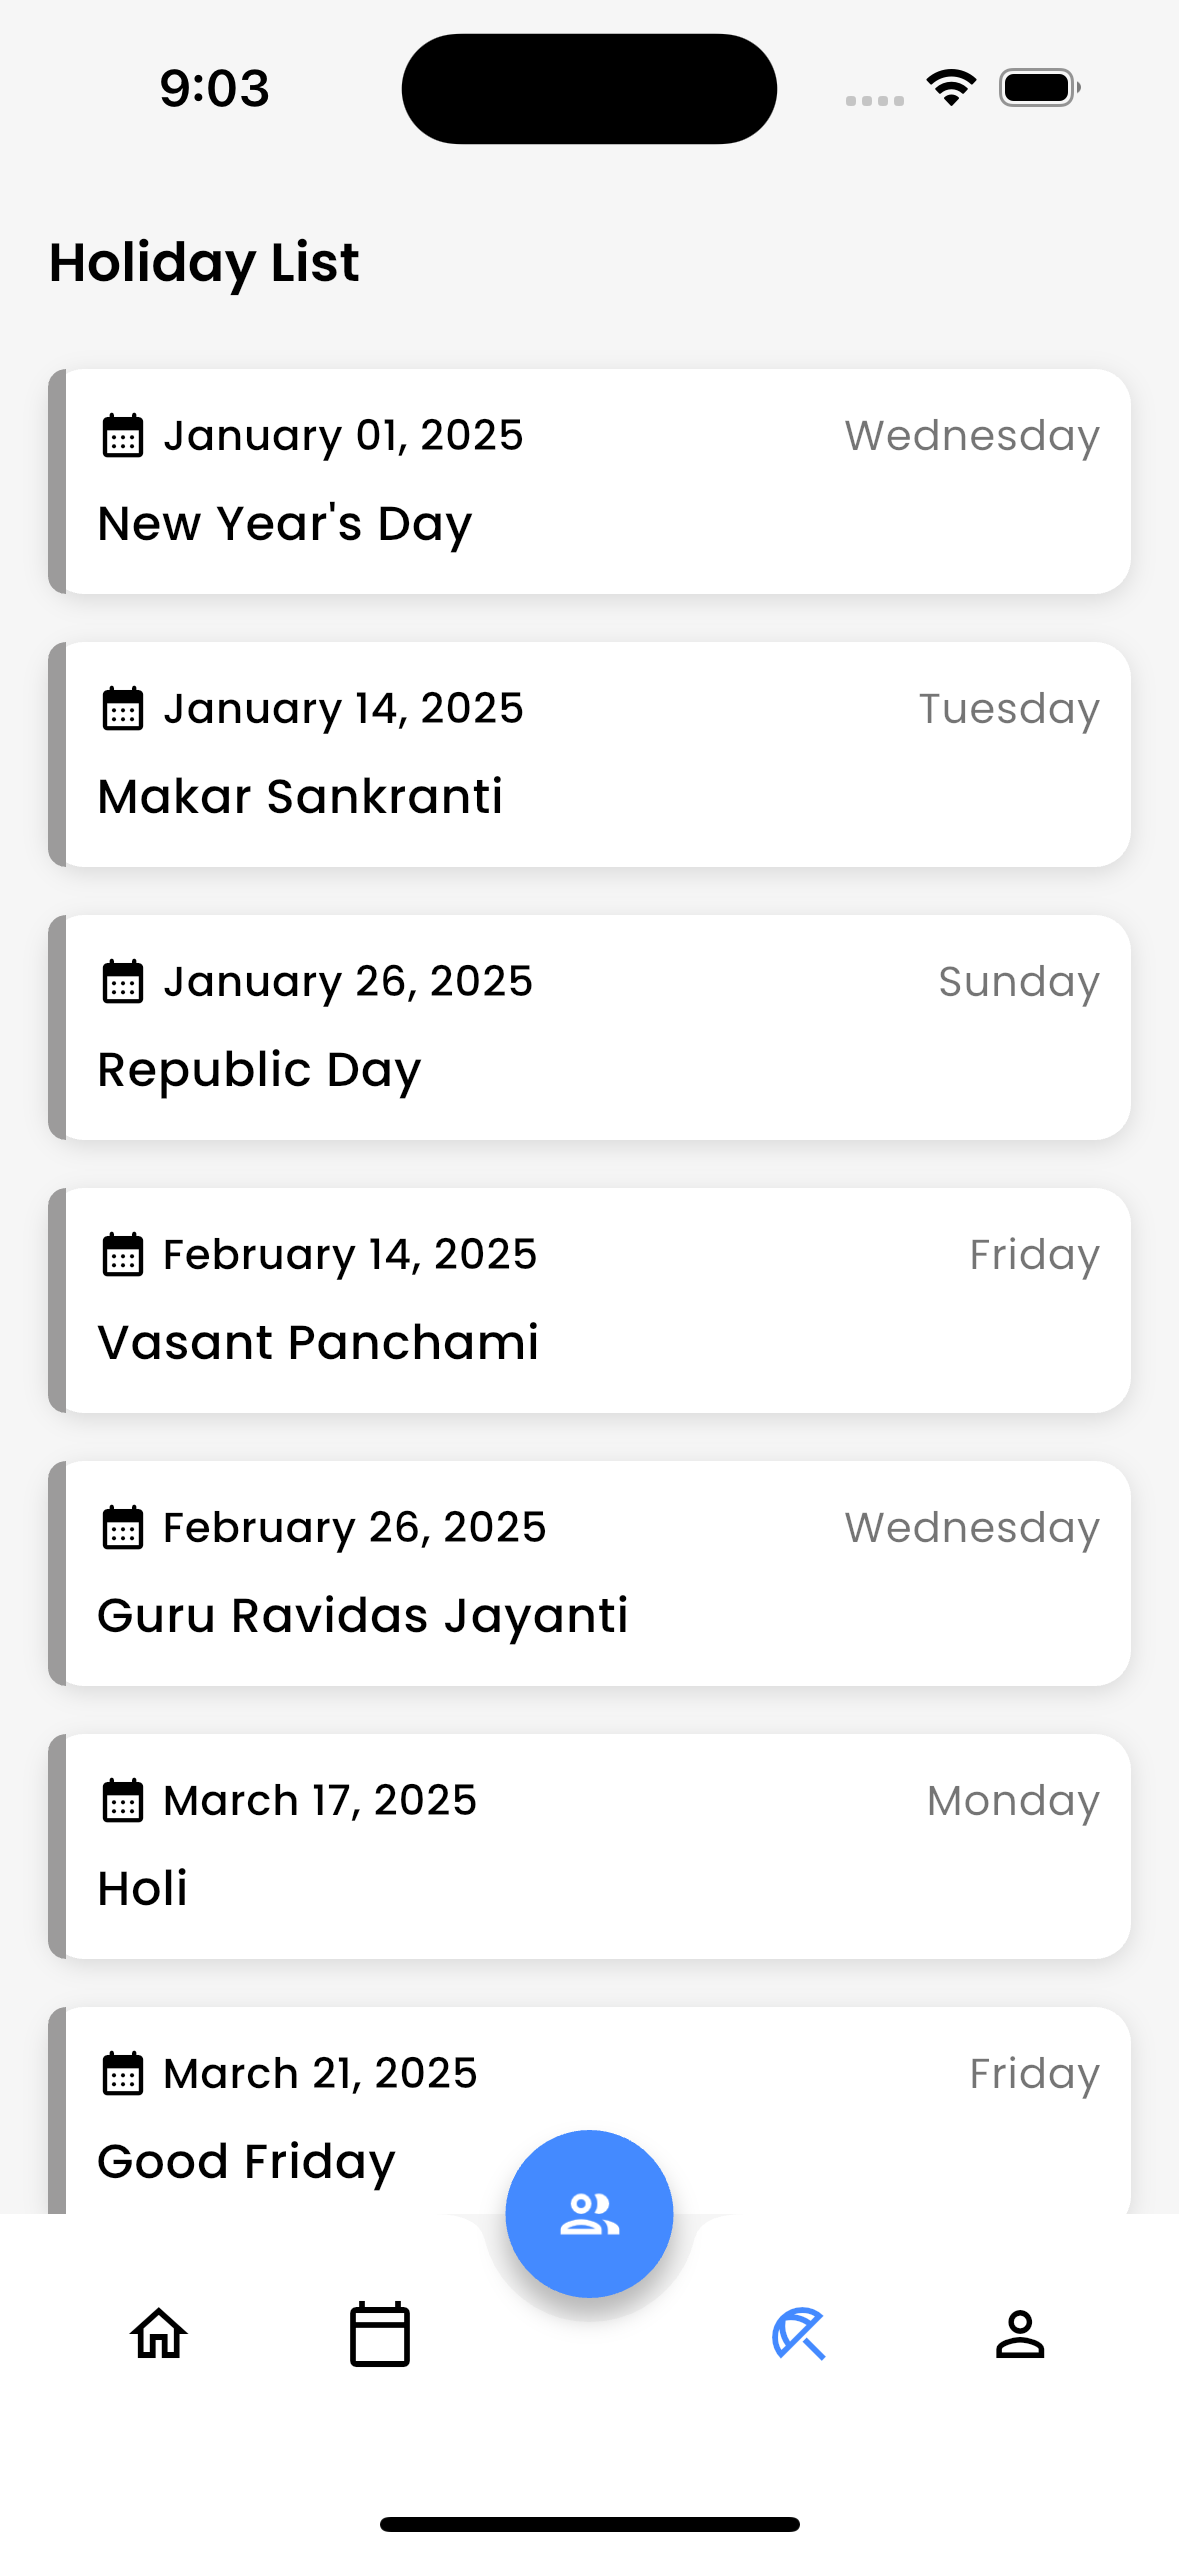 9:03
Holiday List
January 01, 2025 Wednesday
New Year's Day
January 14, 2025 Tuesday
Makar Sankranti
January 26, 2025 Sunday
Republic Day
February 14, 2025 Friday
Vasant Panchami
February 26, 2025 Wednesday
Guru Ravidas Jayanti
March 17, 2025 Monday
Holi
March 21, 2025 Friday
Good Friday